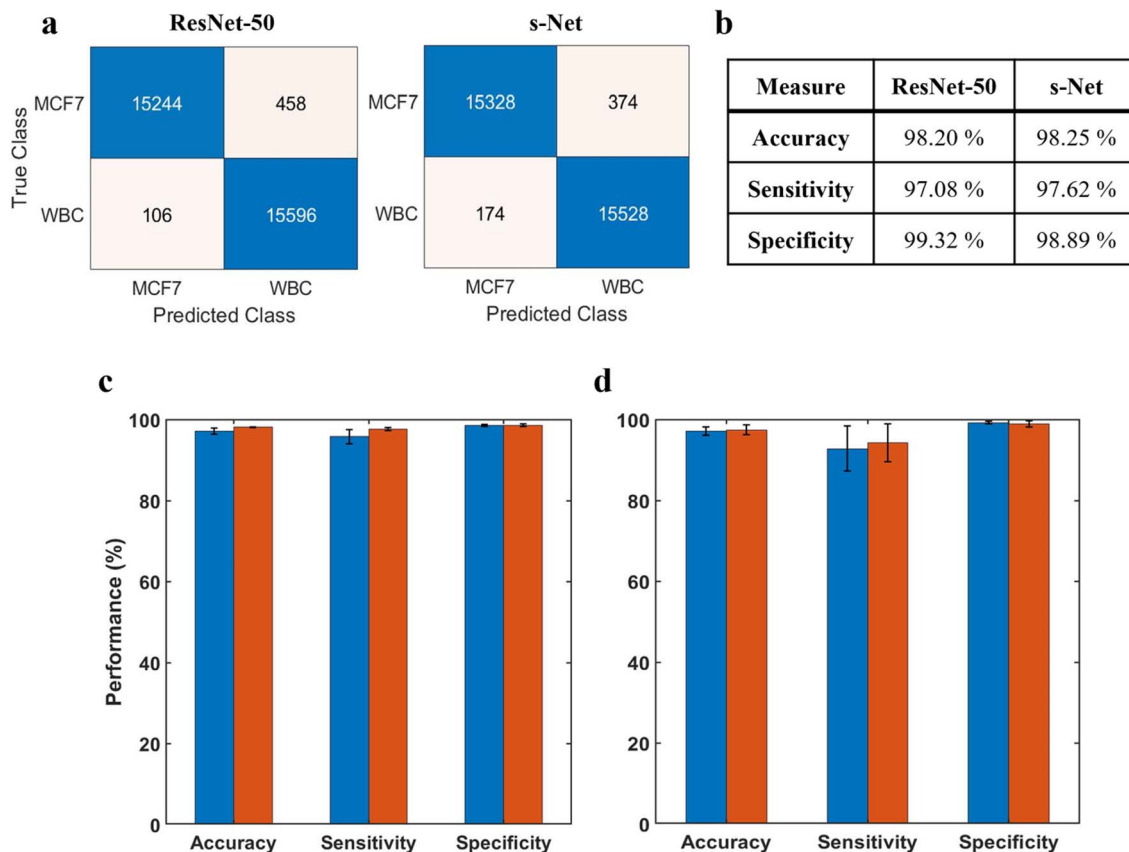 a
ResNet-50
s-Net
b
True Class
MCF7
15244
458
WBC
106
15596
MCF7
WBC
Predicted Class
MCF7
15328
374
WBC
174
15528
MCF7
WBC
Predicted Class
Measure ResNet-50 s-Net
Accuracy 98.20 % 98.25 %
Sensitivity 97.08 % 97.62 %
Specificity 99.32 % 98.89 %
c
Performance (%)
100
80
60
40
20
0
Accuracy Sensitivity Specificity
d
100
80
60
40
20
0
Accuracy Sensitivity Specificity